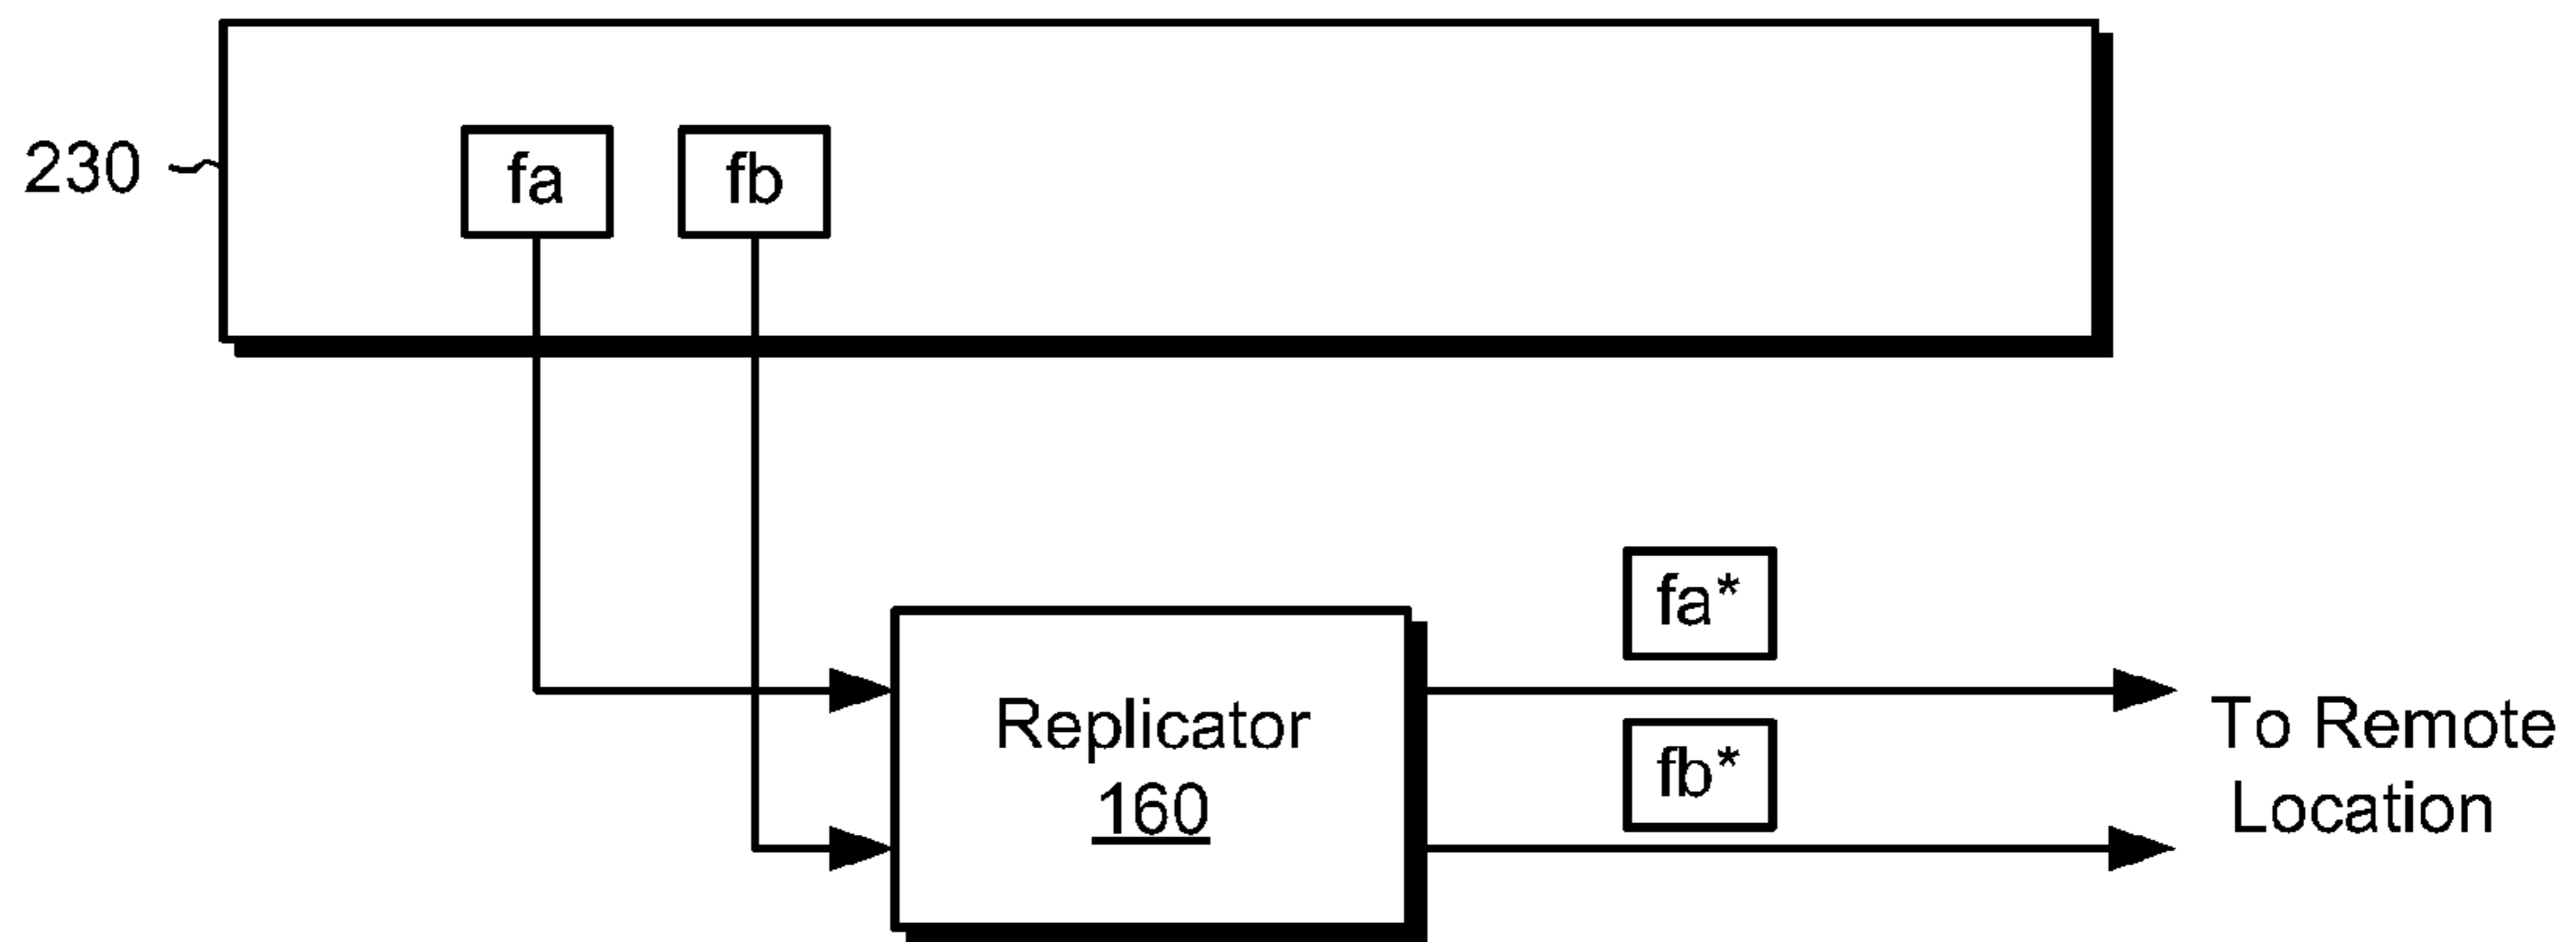 230
fa
fb
fa*
Replicator
160
fb*
To Remote
Location